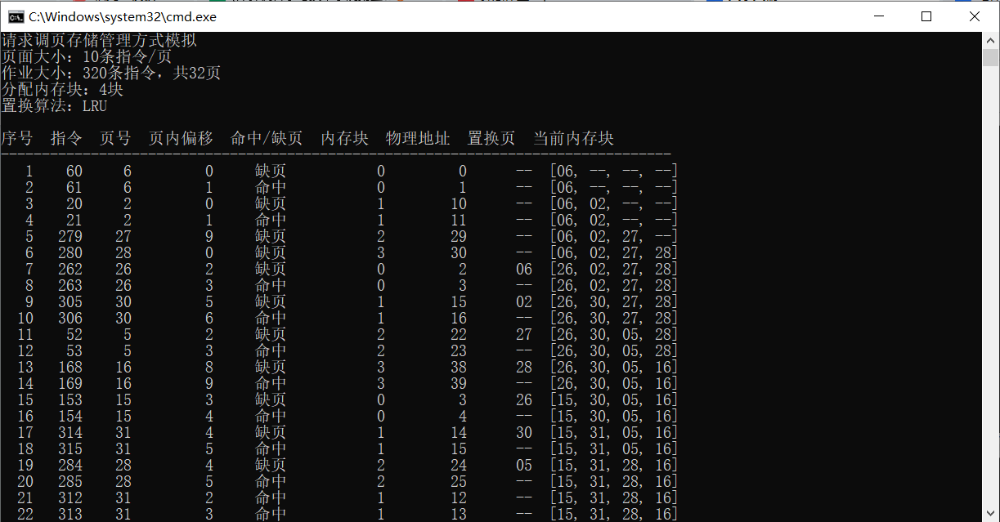 C:\Windows\system32\cmd.exe
请求调页存储管理方式模拟
页面大小：10条指令/页
作业大小：320条指令，共32页
分配内存块：4块
置换算法：LRU
序号 指令 页号 页内偏移 命中/缺页 内存块 物理地址 置换页 当前内存块
--------------------------------------------------------------------------------
1 60 6 0 缺页 0 0 -- [06, --, --, --]
2 61 6 1 命中 0 1 -- [06, --, --, --]
3 20 2 0 缺页 1 10 -- [06, 02, --, --]
4 21 2 1 命中 1 11 -- [06, 02, --, --]
5 279 27 9 缺页 2 29 -- [06, 02, 27, --]
6 280 28 0 缺页 3 30 -- [06, 02, 27, 28]
7 262 26 2 缺页 0 2 06 [26, 02, 27, 28]
8 263 26 3 命中 0 3 -- [26, 02, 27, 28]
9 305 30 5 缺页 1 15 02 [26, 30, 27, 28]
10 306 30 6 命中 1 16 -- [26, 30, 27, 28]
11 52 5 2 缺页 2 22 27 [26, 30, 05, 28]
12 53 5 3 命中 2 23 -- [26, 30, 05, 28]
13 168 16 8 缺页 3 38 28 [26, 30, 05, 16]
14 169 16 9 命中 3 39 -- [26, 30, 05, 16]
15 153 15 3 缺页 0 3 26 [15, 30, 05, 16]
16 154 15 4 命中 0 4 -- [15, 30, 05, 16]
17 314 31 4 缺页 1 14 30 [15, 31, 05, 16]
18 315 31 5 命中 1 15 -- [15, 31, 05, 16]
19 284 28 4 缺页 2 24 05 [15, 31, 28, 16]
20 285 28 5 命中 2 25 -- [15, 31, 28, 16]
21 312 31 2 命中 1 12 -- [15, 31, 28, 16]
22 313 31 3 命中 1 13 -- [15, 31, 28, 16]